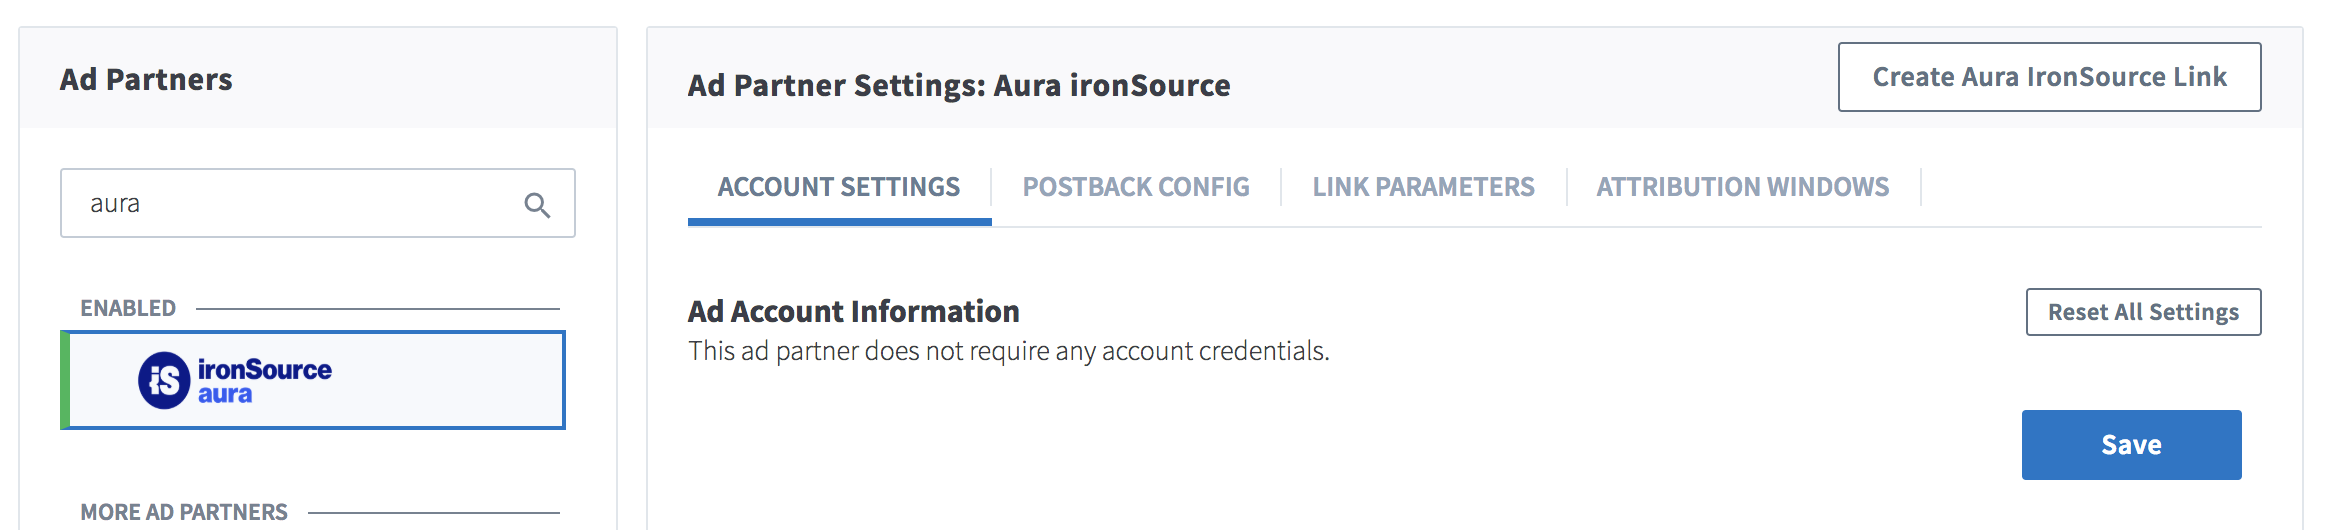 Ad Partners
aura
ENABLED
iS ironSource
aura
MORE AD PARTNERS
Ad Partner Settings: Aura ironSource
Create Aura IronSource Link
ACCOUNT SETTINGS
POSTBACK CONFIG
LINK PARAMETERS
ATTRIBUTION WINDOWS
Ad Account Information
Reset All Settings
This ad partner does not require any account credentials.
Save